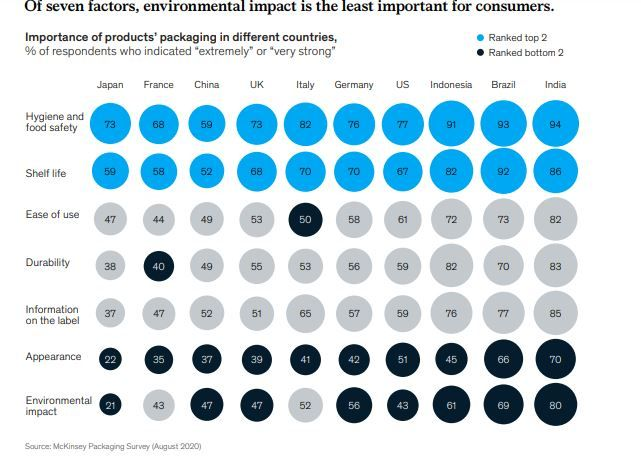 Of seven factors, environmental impact is the least important for consumers.
Importance of products' packaging in different countries,
% of respondents who indicated “extremely” or “very strong”
Ranked top 2
Ranked bottom 2
Japan France China UK Italy Germany US Indonesia Brazil India
Hygiene and
food safety
73 68 59 73 82 76 77 91 93 94
Shelf life
59 58 52 68 70 70 67 82 92 86
Ease of use
47 44 49 53 50 58 61 72 73 82
Durability
38 40 49 55 53 56 59 82 70 83
Information
on the label
37 47 52 51 65 57 59 76 77 85
Appearance
22 35 37 39 41 42 51 45 66 70
Environmental
impact
21 43 47 47 52 56 43 61 69 80
Source: McKinsey Packaging Survey (August 2020)